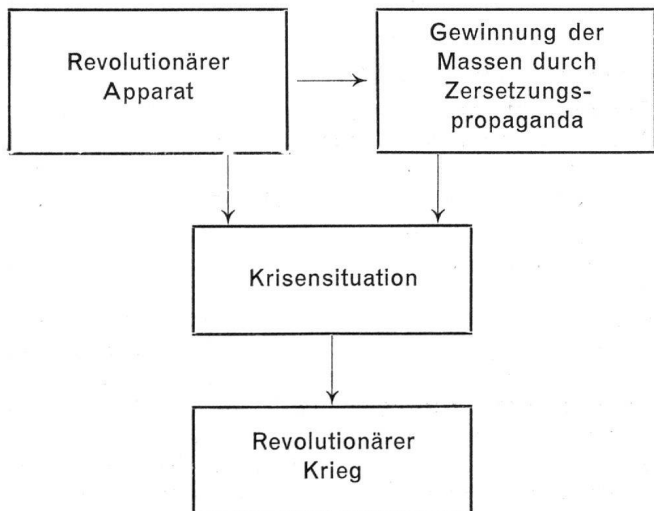 Revolutionärer
Apparat
Gewinnung der
Massen durch
Zersetzungs-
propaganda
Krisensituation
Revolutionärer
Krieg